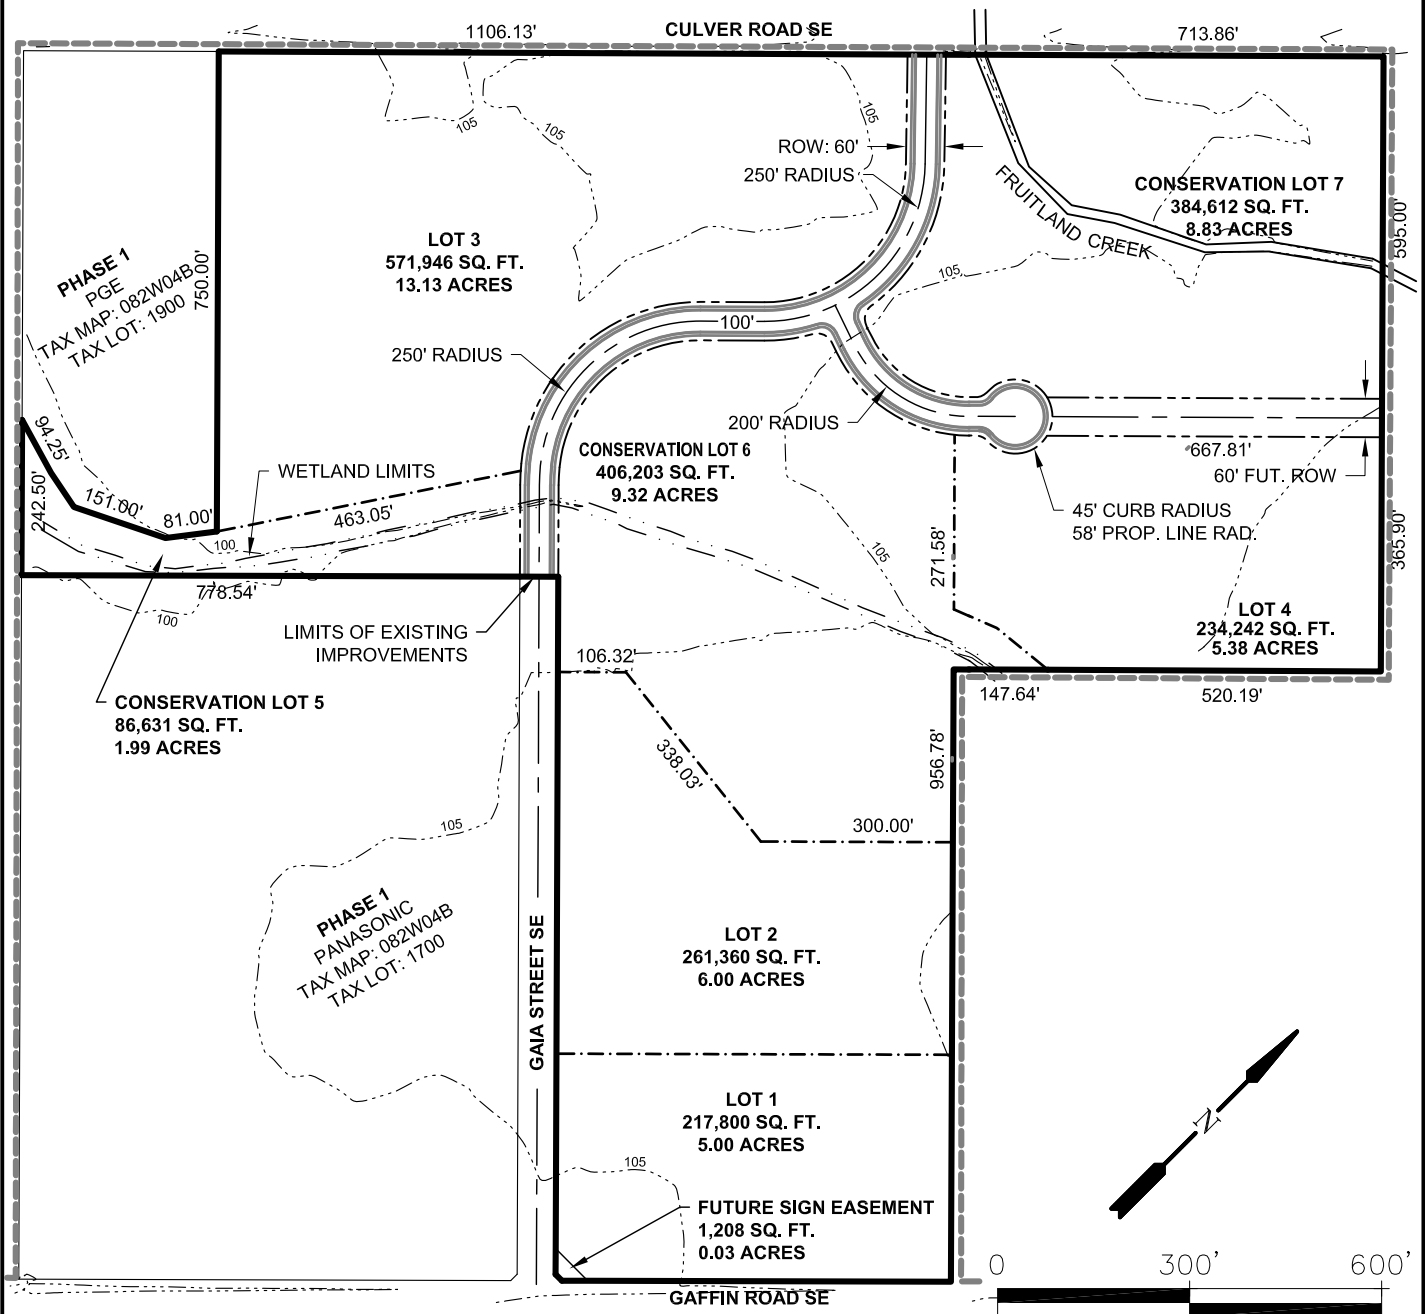 1106.13'
CULVER ROAD SE
713.86'
105
105
105
ROW: 60'
250' RADIUS
FRUITLAND CREEK
CONSERVATION LOT 7
384,612 SQ. FT.
8.83 ACRES
595.00'
PHASE 1
PGE
TAX MAP: 082W04B
TAX LOT: 1900
750.00'
LOT 3
571,946 SQ. FT.
13.13 ACRES
105
100'
250' RADIUS
200' RADIUS
94.25'
242.50'
151.00'
81.00'
WETLAND LIMITS
463.05'
100
CONSERVATION LOT 6
406,203 SQ. FT.
9.32 ACRES
667.81'
60' FUT. ROW
45' CURB RADIUS
58' PROP. LINE RAD.
105
271.58'
365.90'
778.54'
100
LIMITS OF EXISTING
IMPROVEMENTS
LOT 4
234,242 SQ. FT.
5.38 ACRES
106.32'
CONSERVATION LOT 5
86,631 SQ. FT.
1.99 ACRES
147.64'
520.19'
338.03'
956.78'
105
300.00'
PHASE 1
PANASONIC
TAX MAP: 082W04B
TAX LOT: 1700
GAIA STREET SE
LOT 2
261,360 SQ. FT.
6.00 ACRES
LOT 1
217,800 SQ. FT.
5.00 ACRES
N
105
FUTURE SIGN EASEMENT
1,208 SQ. FT.
0.03 ACRES
0
300'
600'
GAFFIN ROAD SE